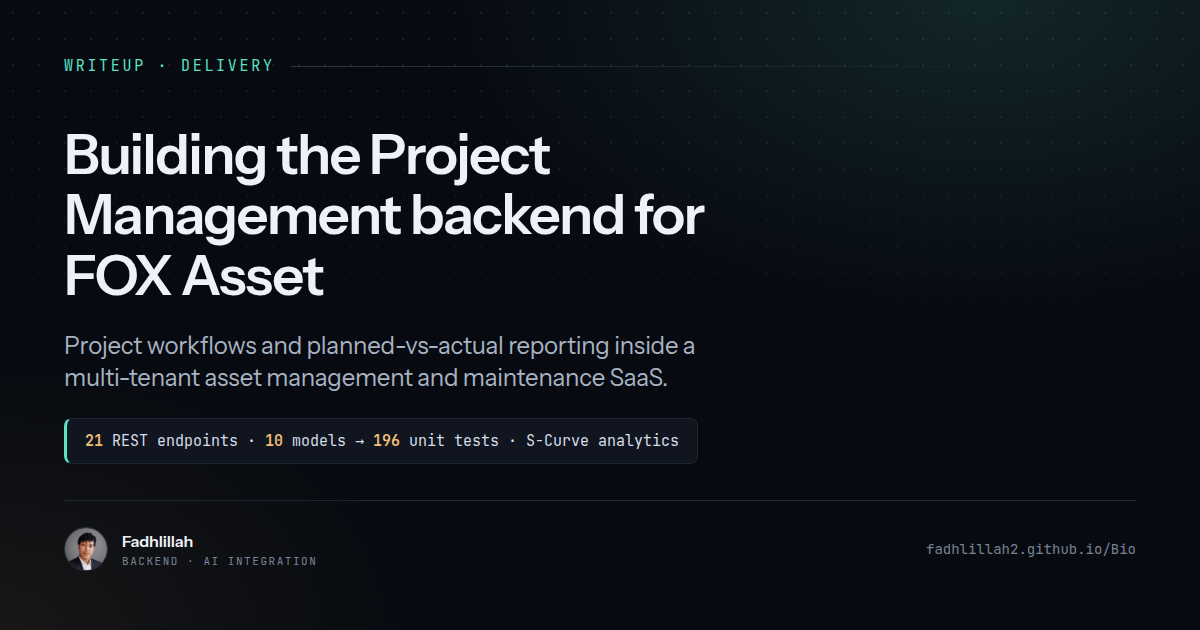 WRITEUP · DELIVERY
Building the Project
Management backend for
FOX Asset
Project workflows and planned-vs-actual reporting inside a
multi-tenant asset management and maintenance SaaS.
21 REST endpoints · 10 models → 196 unit tests · S-Curve analytics
Fadhlillah
BACKEND · AI INTEGRATION
fadhlillah2.github.io/Bio